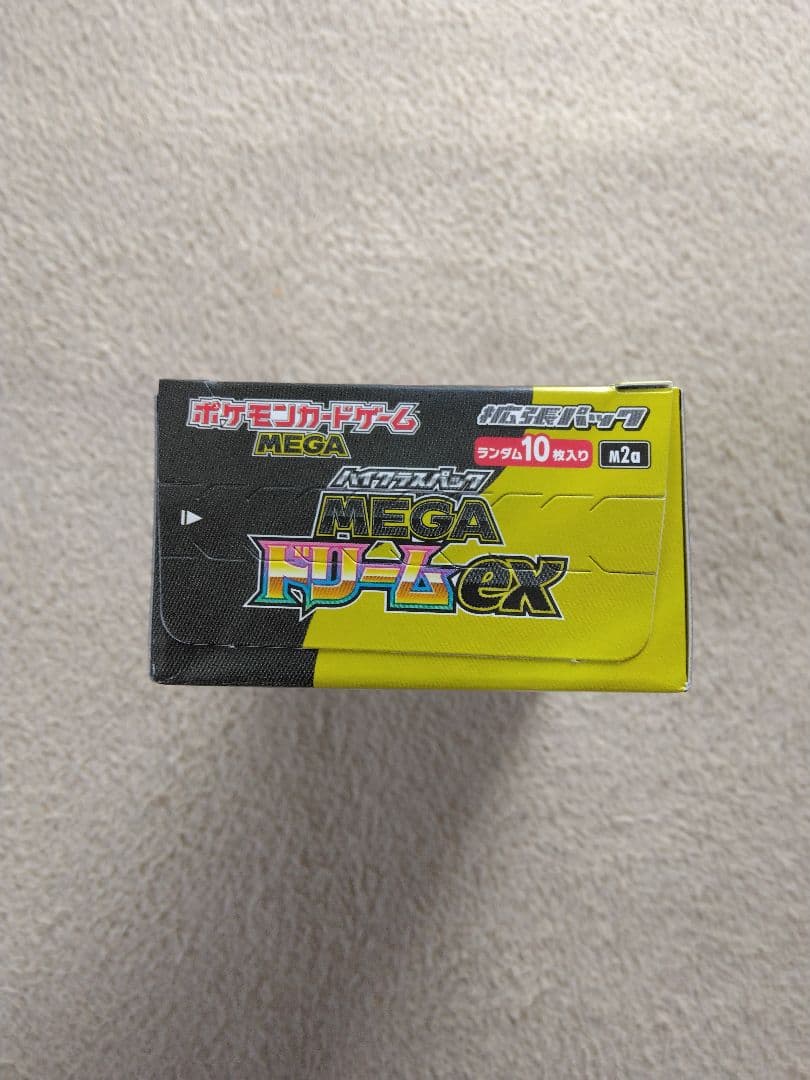 ポケモンカードゲーム
MEGA
拡張パック
ランダム10枚入り M2a
ハイクラスパック
MEGA
ドリームex